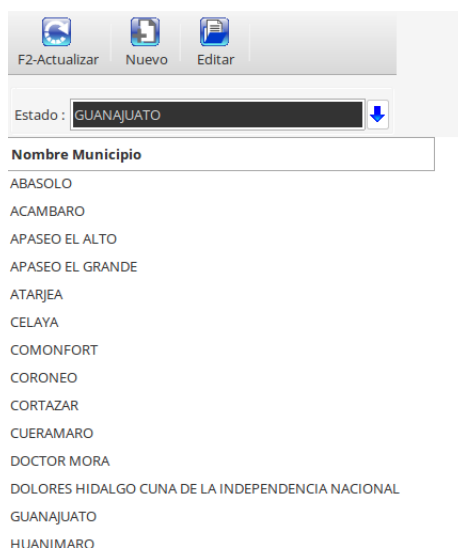 F2-Actualizar Nuevo Editar
Estado : GUANAJUATO
Nombre Municipio
ABASOLO
ACAMBARO
APASEO EL ALTO
APASEO EL GRANDE
ATARJEA
CELAYA
COMONFORT
CORONEO
CORTAZAR
CUERAMARO
DOCTOR MORA
DOLORES HIDALGO CUNA DE LA INDEPENDENCIA NACIONAL
GUANAJUATO
HUANIMARO